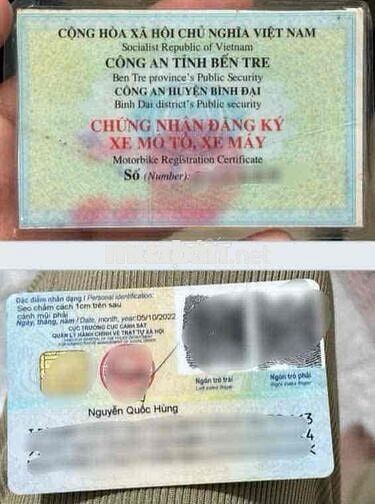 CỘNG HÒA XÃ HỘI CHỦ NGHĨA VIỆT NAM
Socialist Republic of Vietnam
CÔNG AN TỈNH BẾN TRE
Ben Tre province's Public Security
CÔNG AN HUYỆN BÌNH ĐẠI
Binh Dai district's Public security
CHỨNG NHẬN ĐĂNG KÝ
XE MÔ TÔ, XE MÁY
Motorbike Registration Certificate
Số (Number):
Đặc điểm nhân dạng / Personal identification:
Sẹo chấm cách 1cm trên sau
cánh mũi phải
Ngày, tháng, năm / Date, month, year: 05/10/2022
CỤC TRƯỞNG CỤC CẢNH SÁT
QUẢN LÝ HÀNH CHÍNH VỀ TRẬT TỰ XÃ HỘI
Ngón trỏ trái
Left index finger
Ngón trỏ phải
Right index finger
Nguyễn Quốc Hùng